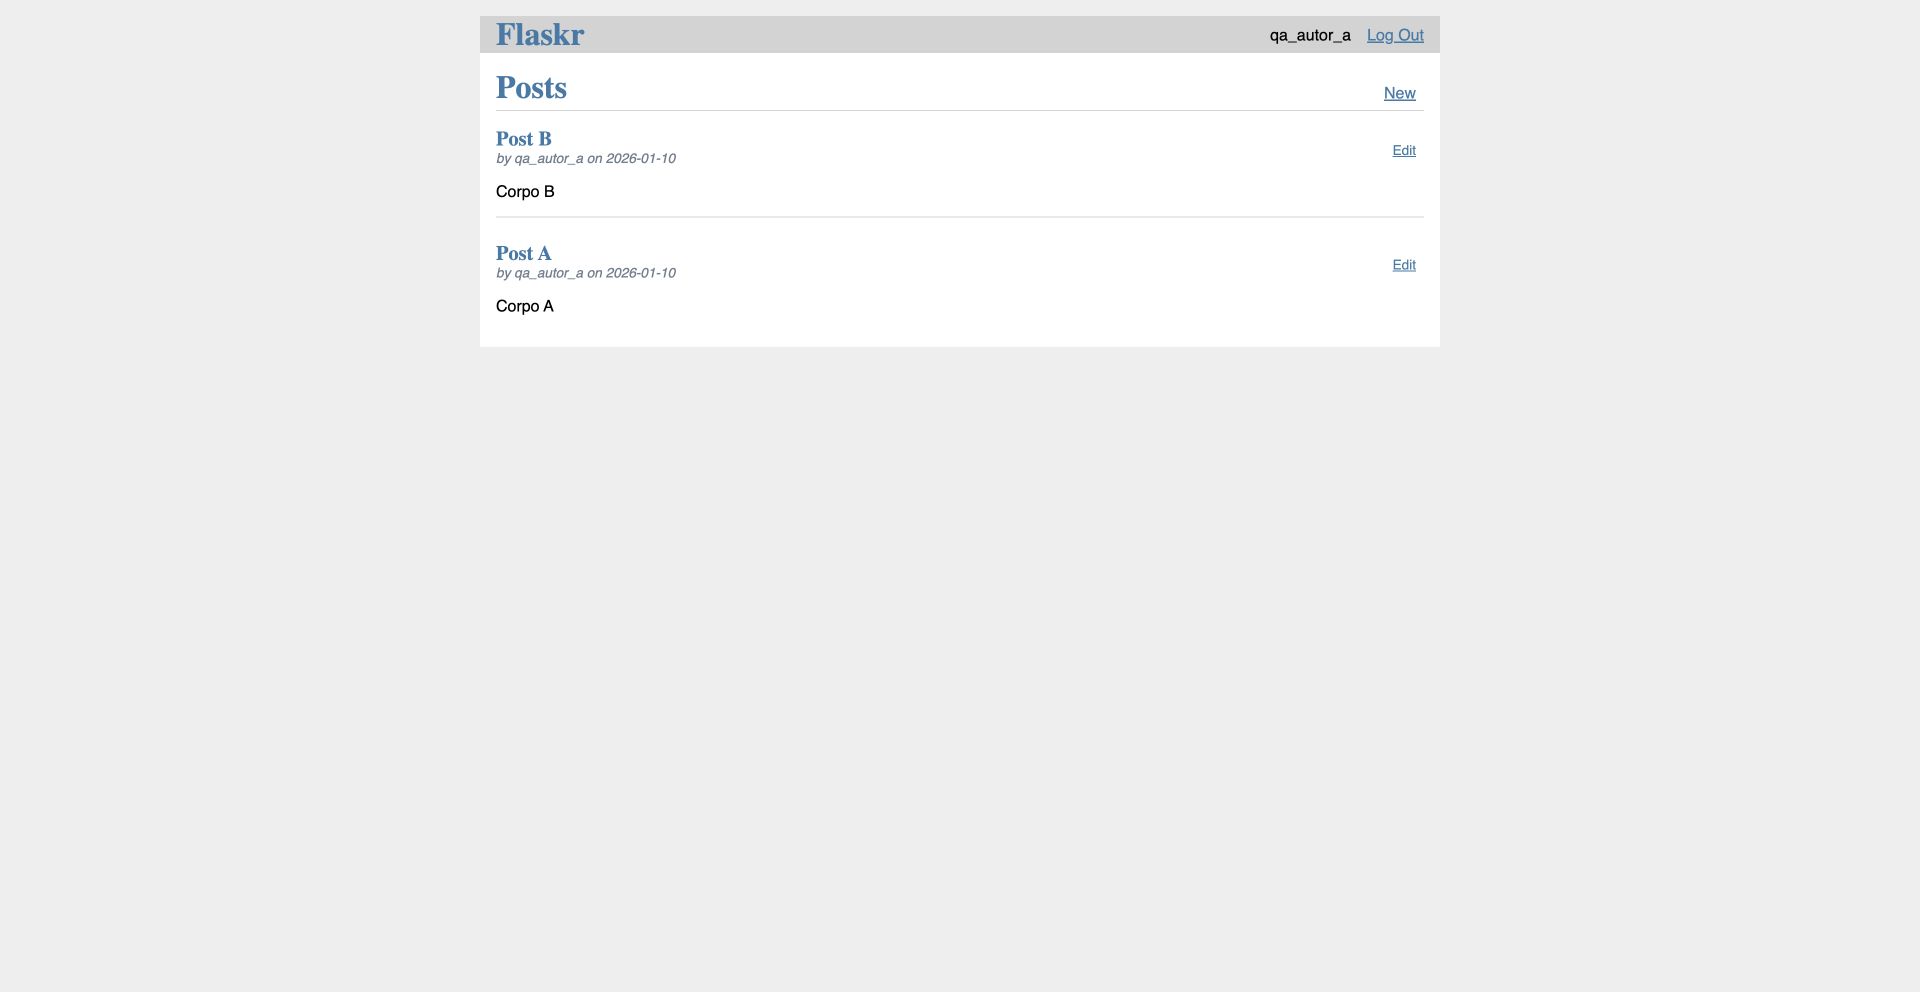 Flaskr
qa_autor_a Log Out
Posts
New
Post B
by qa_autor_a on 2026-01-10
Edit
Corpo B
Post A
by qa_autor_a on 2026-01-10
Edit
Corpo A